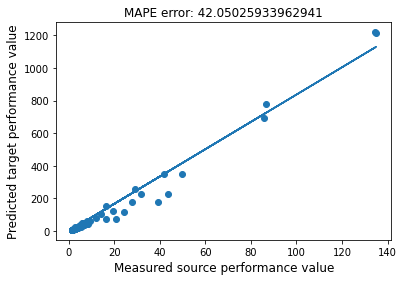 MAPE error: 42.05025933962941
Predicted target performance value
1200
1000
800
600
400
200
0
0 20 40 60 80 100 120 140
Measured source performance value